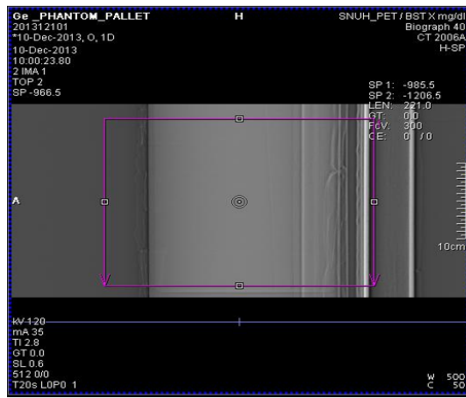 Ge _PHANTOM_PALLET
201312101
*10-Dec-2013, O, 1D
10-Dec-2013
10:00:23.80
2 IMA 1
TOP 2
SP -966.5
H
SNUH_PET / BST X mg/dl
Biograph 40
CT 2006A
H-SP
SP 1: -985.5
SP 2: -1206.5
LEN: 221.0
GT: 0.0
FoV: 300
CE: 0 / 0
A
10cm
kV 120
mA 35
TI 2.8
GT 0.0
SL 0.6
512 0/0
T20s L0P0 1
W 500
C 50